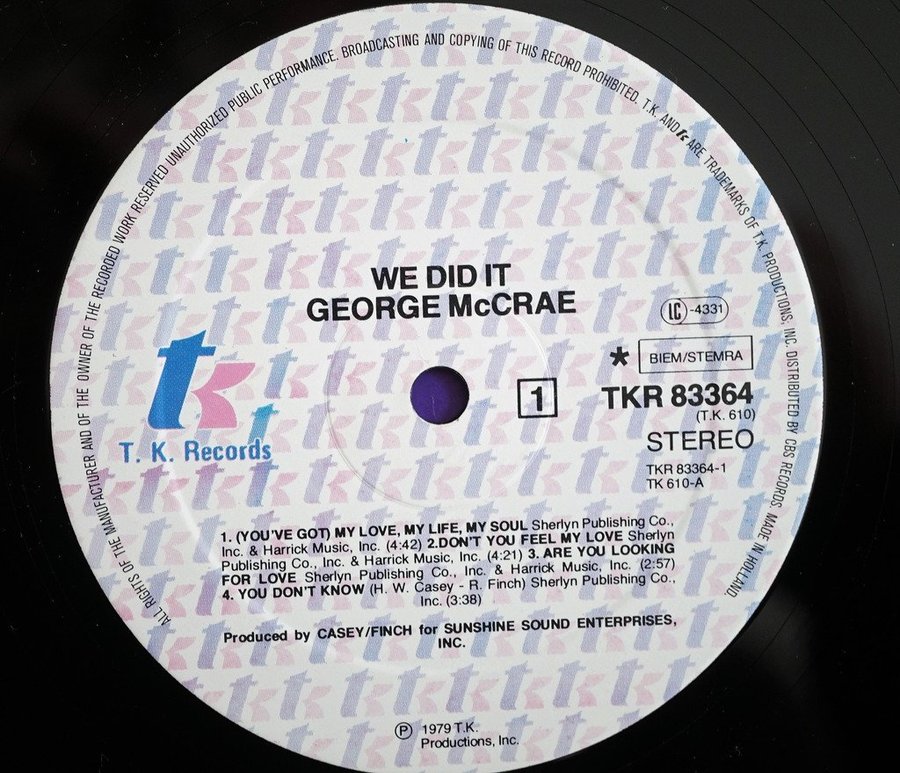 ALL RIGHTS OF THE MANUFACTURER AND OF THE OWNER OF THE RECORDED WORK RESERVED UNAUTHORIZED PUBLIC PERFORMANCE. BROADCASTING AND COPYING OF THIS RECORD PROHIBITED. T.K. AND tk ARE TRADEMARKS OF T.K. PRODUCTIONS, INC. DISTRIBUTED BY CBS RECORDS. MADE IN HOLLAND.
WE DID IT
GEORGE McCRAE
LC -4331
* BIEM/STEMRA
tk
1
TKR 83364
(T.K. 610)
T. K. Records
STEREO
TKR 83364-1
TK 610-A
1. (YOU'VE GOT) MY LOVE, MY LIFE, MY SOUL Sherlyn Publishing Co.,
Inc. & Harrick Music, Inc. (4:42) 2.DON'T YOU FEEL MY LOVE Sherlyn
Publishing Co., Inc. & Harrick Music, Inc. (4:21) 3. ARE YOU LOOKING
FOR LOVE Sherlyn Publishing Co., Inc. & Harrick Music, Inc. (2:57)
4. YOU DON'T KNOW (H. W. Casey - R. Finch) Sherlyn Publishing Co.,
Inc. (3:38)
Produced by CASEY/FINCH for SUNSHINE SOUND ENTERPRISES,
INC.
Ⓟ 1979 T.K.
Productions, Inc.